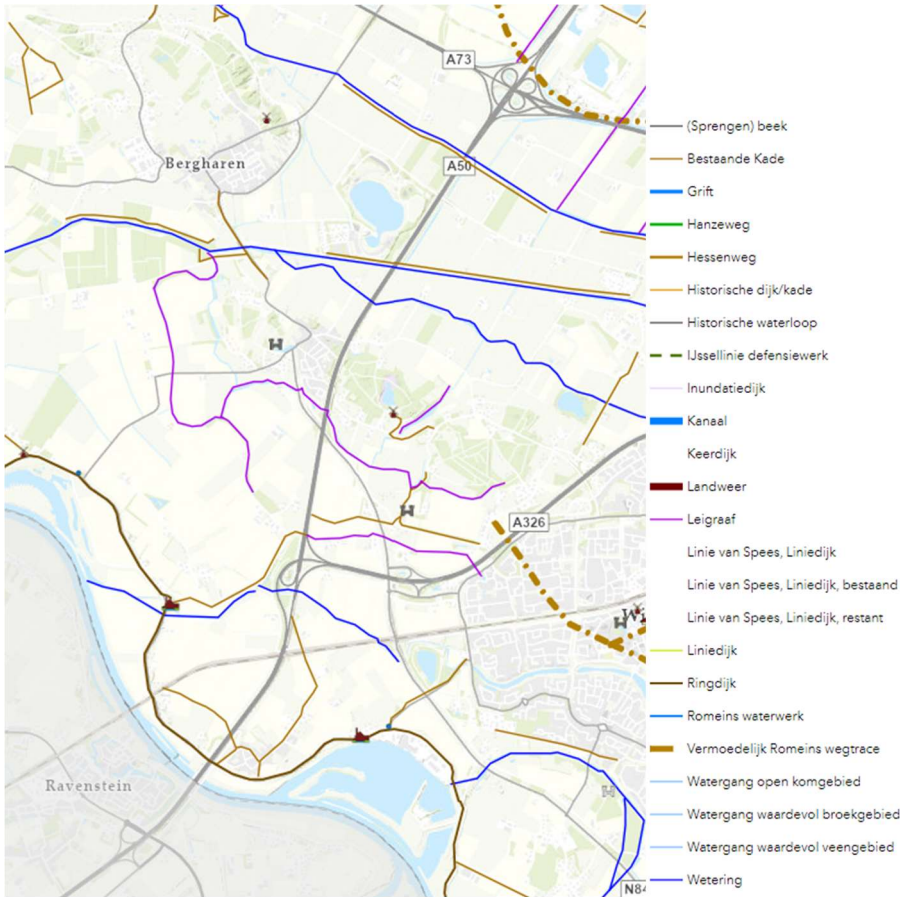 A73
Bergharen
A50
A326
Ravenstein
(Sprengen) beek
Bestaande Kade
Grift
Hanzeweg
Hessenweg
Historische dijk/kade
Historische waterloop
IJssellinie defensiewerk
Inundatiedijk
Kanaal
Keerdijk
Landweer
Leigraaf
Linie van Spees, Liniedijk
Linie van Spees, Liniedijk, bestaand
Linie van Spees, Liniedijk, restant
Liniedijk
Ringdijk
Romeins waterwerk
Vermoedelijk Romeins wegtrace
Watergang open komgebied
Watergang waardevol broekgebied
Watergang waardevol veengebied
Wetering